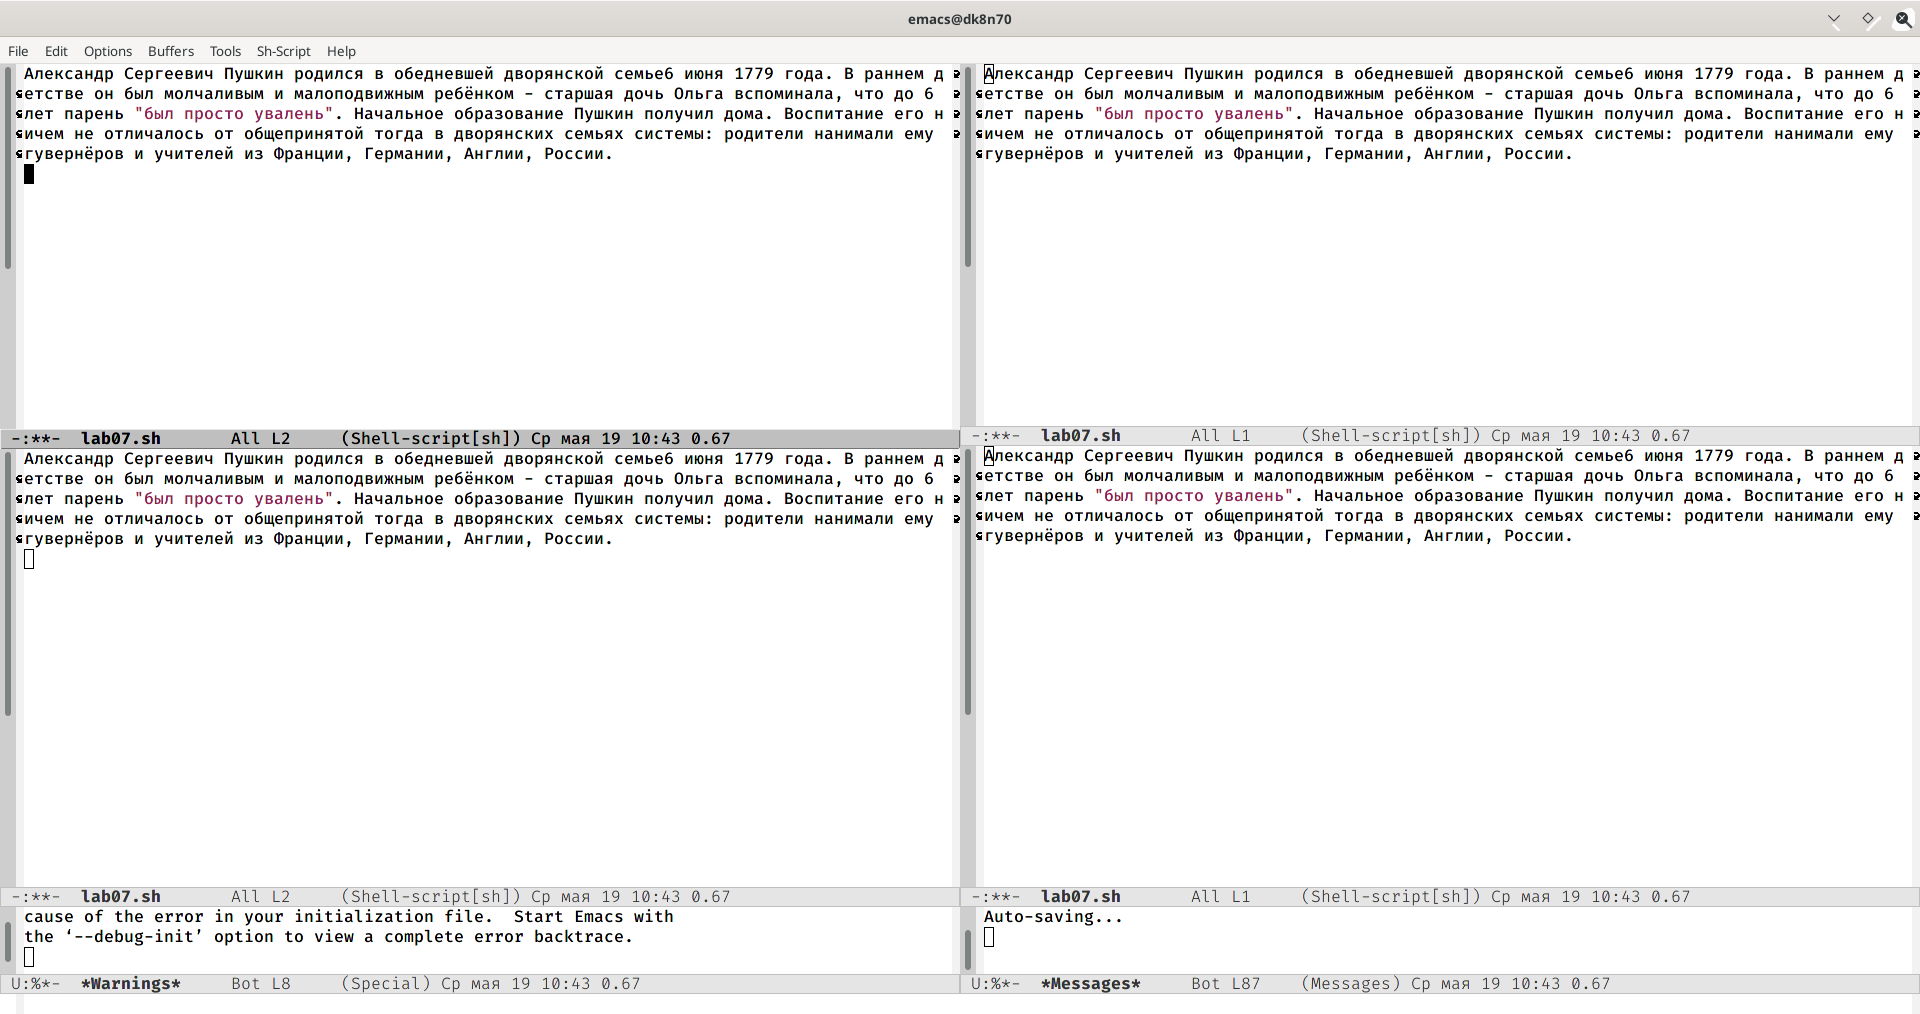 emacs@dk8n70
File Edit Options Buffers Tools Sh-Script Help
Александр Сергеевич Пушкин родился в обедневшей дворянской семье6 июня 1779 года. В раннем д
етстве он был молчаливым и малоподвижным ребёнком - старшая дочь Ольга вспоминала, что до 6
лет парень "был просто увалень". Начальное образование Пушкин получил дома. Воспитание его н
ичем не отличалось от общепринятой тогда в дворянских семьях системы: родители нанимали ему
гувернёров и учителей из Франции, Германии, Англии, России.
-:**-  lab07.sh       All L2     (Shell-script[sh]) Ср мая 19 10:43 0.67
Александр Сергеевич Пушкин родился в обедневшей дворянской семье6 июня 1779 года. В раннем д
етстве он был молчаливым и малоподвижным ребёнком - старшая дочь Ольга вспоминала, что до 6
лет парень "был просто увалень". Начальное образование Пушкин получил дома. Воспитание его н
ичем не отличалось от общепринятой тогда в дворянских семьях системы: родители нанимали ему
гувернёров и учителей из Франции, Германии, Англии, России.
-:**-  lab07.sh       All L1     (Shell-script[sh]) Ср мая 19 10:43 0.67
Александр Сергеевич Пушкин родился в обедневшей дворянской семье6 июня 1779 года. В раннем д
етстве он был молчаливым и малоподвижным ребёнком - старшая дочь Ольга вспоминала, что до 6
лет парень "был просто увалень". Начальное образование Пушкин получил дома. Воспитание его н
ичем не отличалось от общепринятой тогда в дворянских семьях системы: родители нанимали ему
гувернёров и учителей из Франции, Германии, Англии, России.
-:**-  lab07.sh       All L2     (Shell-script[sh]) Ср мая 19 10:43 0.67
Александр Сергеевич Пушкин родился в обедневшей дворянской семье6 июня 1779 года. В раннем д
етстве он был молчаливым и малоподвижным ребёнком - старшая дочь Ольга вспоминала, что до 6
лет парень "был просто увалень". Начальное образование Пушкин получил дома. Воспитание его н
ичем не отличалось от общепринятой тогда в дворянских семьях системы: родители нанимали ему
гувернёров и учителей из Франции, Германии, Англии, России.
-:**-  lab07.sh       All L1     (Shell-script[sh]) Ср мая 19 10:43 0.67
cause of the error in your initialization file.  Start Emacs with
the ‘--debug-init’ option to view a complete error backtrace.
U:%*-  *Warnings*     Bot L8     (Special) Ср мая 19 10:43 0.67
Auto-saving...
U:%*-  *Messages*     Bot L87    (Messages) Ср мая 19 10:43 0.67